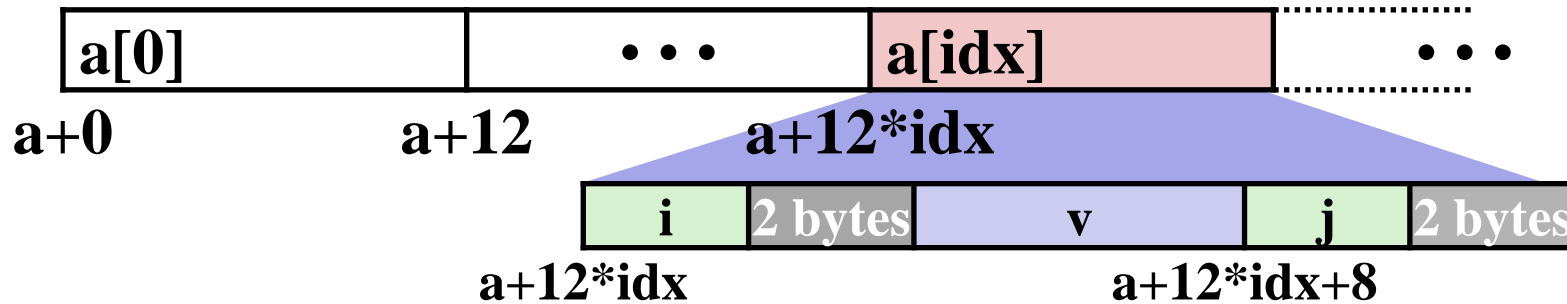 a[0] • • • a[idx] • • •
a+0 a+12 a+12*idx
i 2 bytes v j 2 bytes
a+12*idx a+12*idx+8